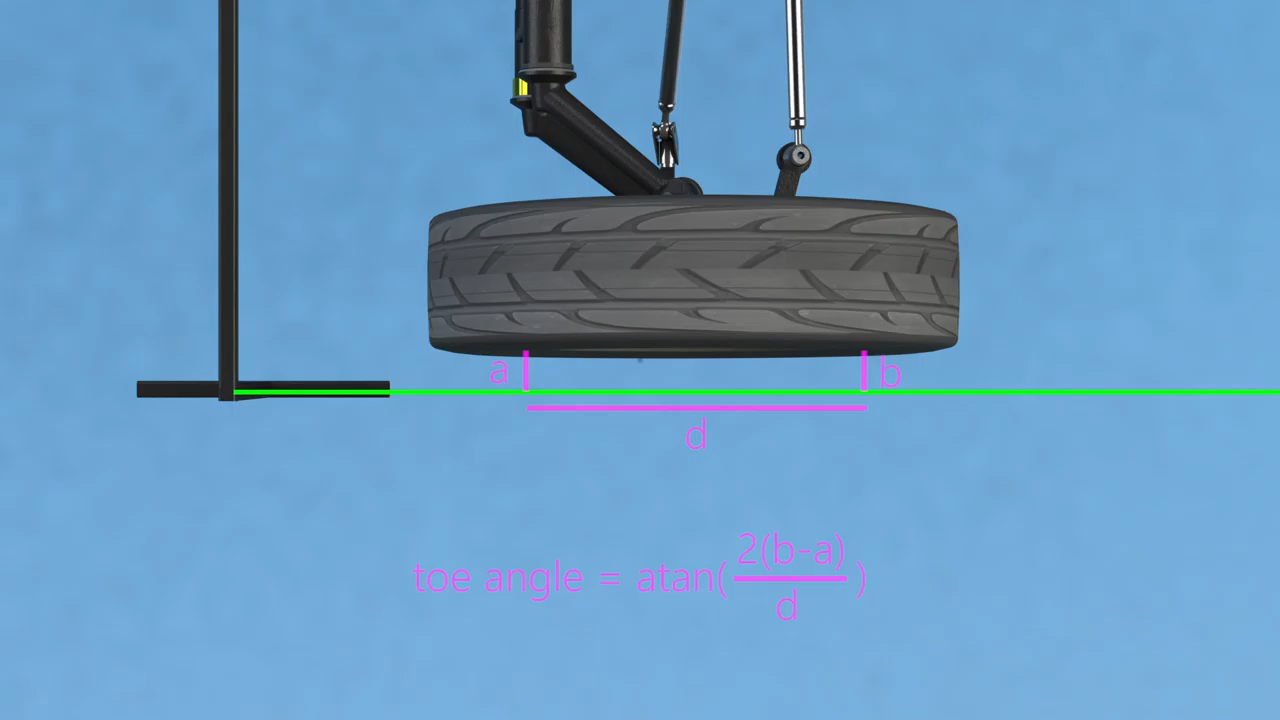 a b
d
toe angle = atan(2(b-a)/d)